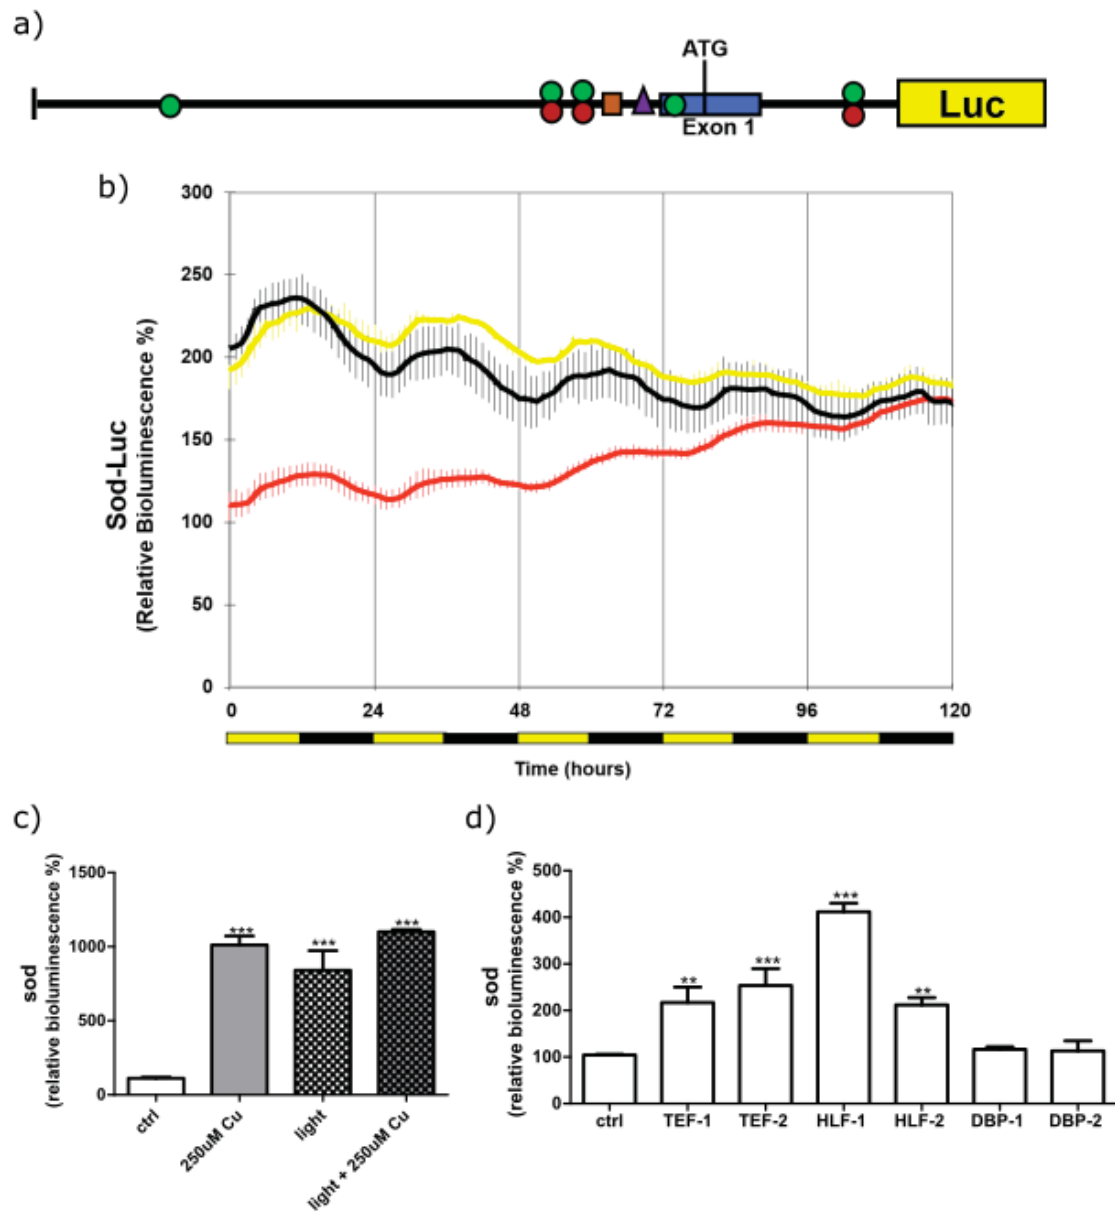 a)
ATG
Exon 1
Luc
b)
300
250
200
150
100
50
0
Sod-Luc
(Relative Bioluminescence %)
0 24 48 72 96 120
Time (hours)
c)
sod
(relative bioluminescence %)
1500
1000
500
0
***
***
***
ctrl
250uM Cu
light
light + 250uM Cu
d)
sod
(relative bioluminescence %)
500
400
300
200
100
0
**
***
***
**
ctrl TEF-1 TEF-2 HLF-1 HLF-2 DBP-1 DBP-2